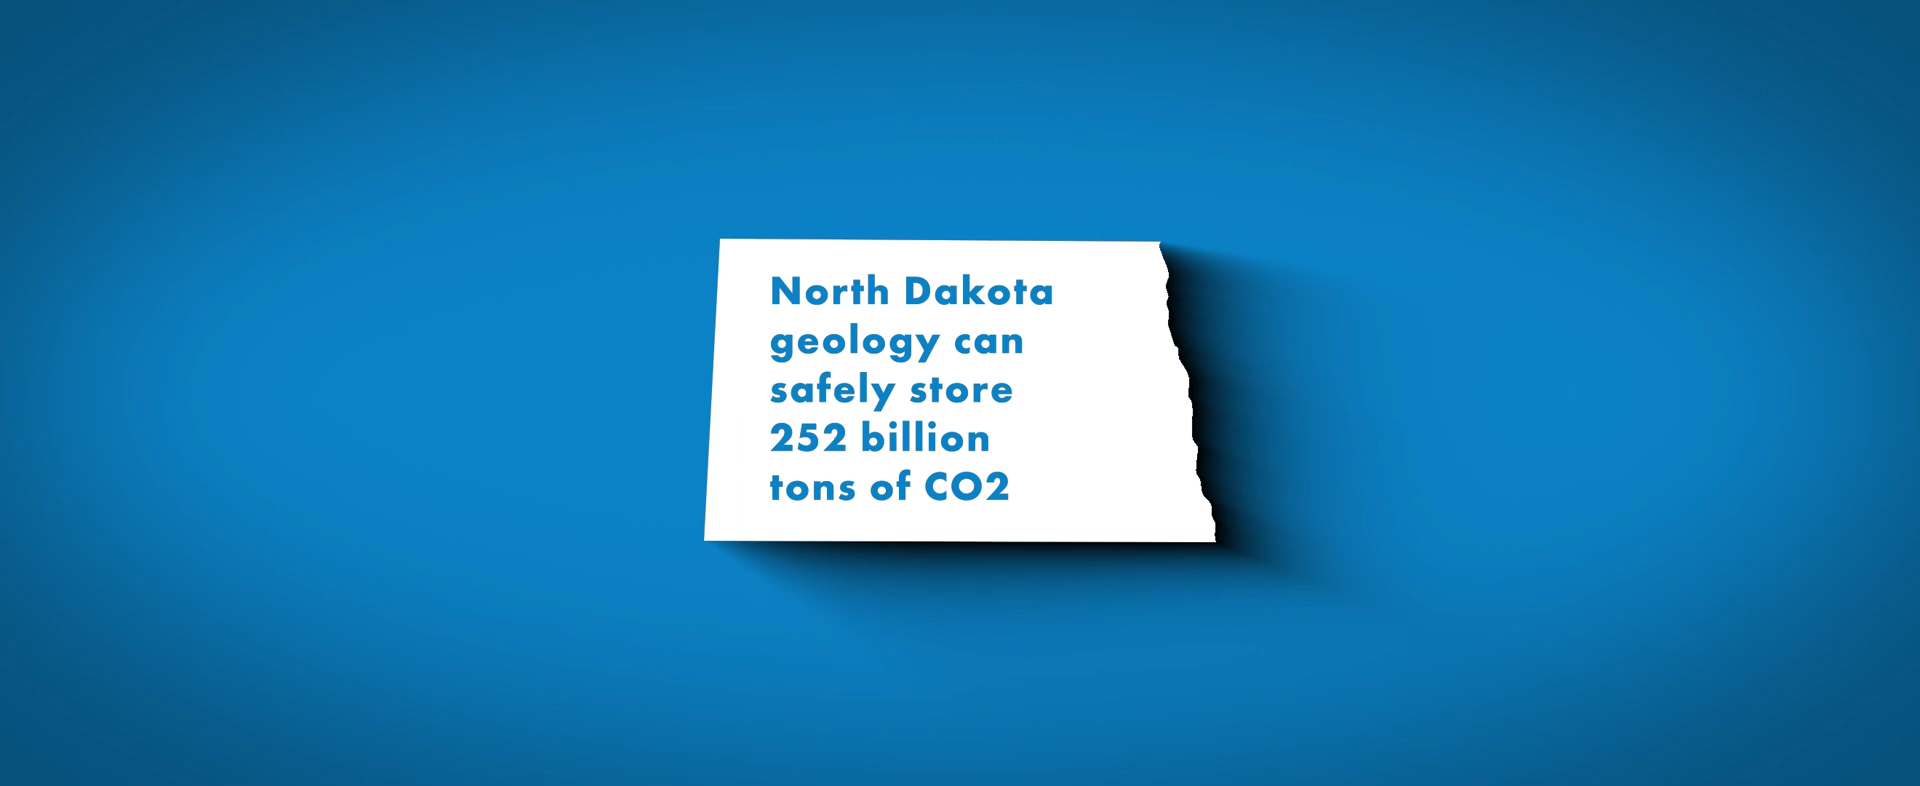 North Dakota
geology can
safely store
252 billion
tons of CO2